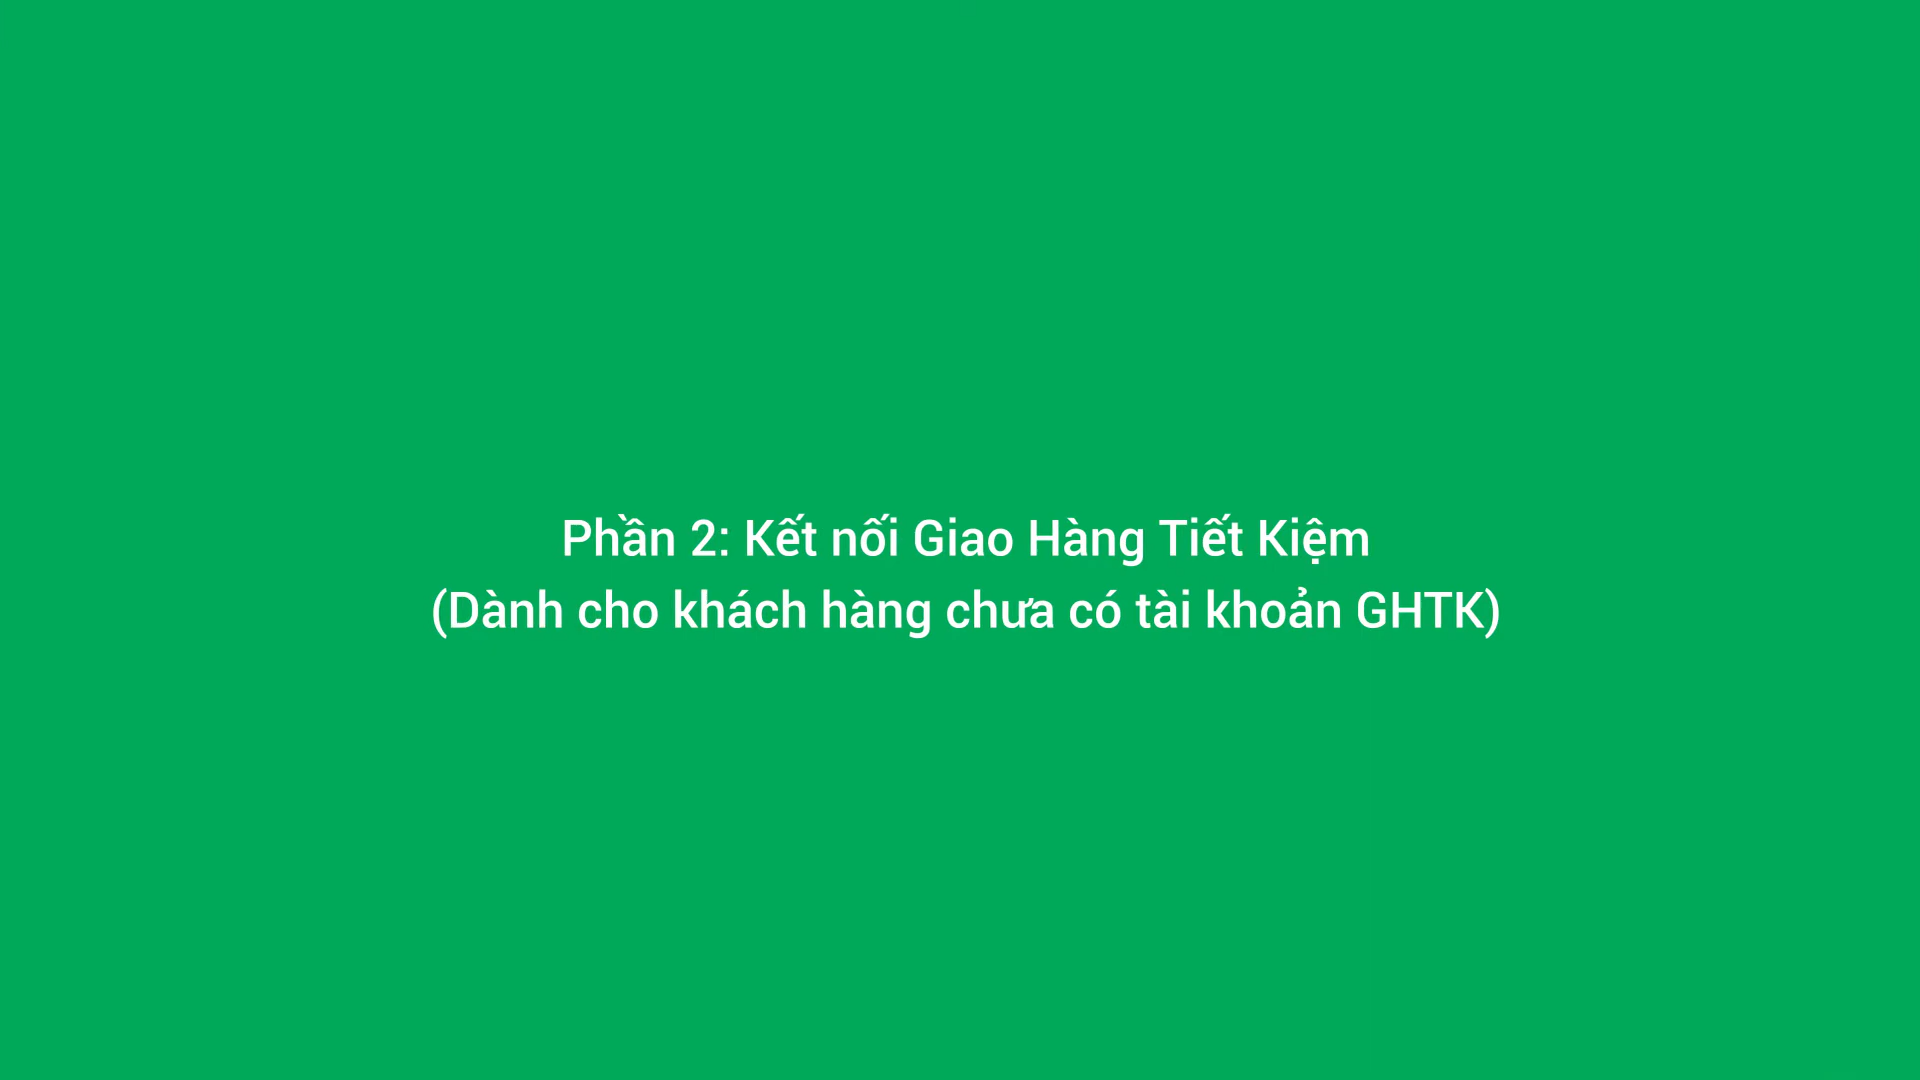 Phần 2: Kết nối Giao Hàng Tiết Kiệm
(Dành cho khách hàng chưa có tài khoản GHTK)